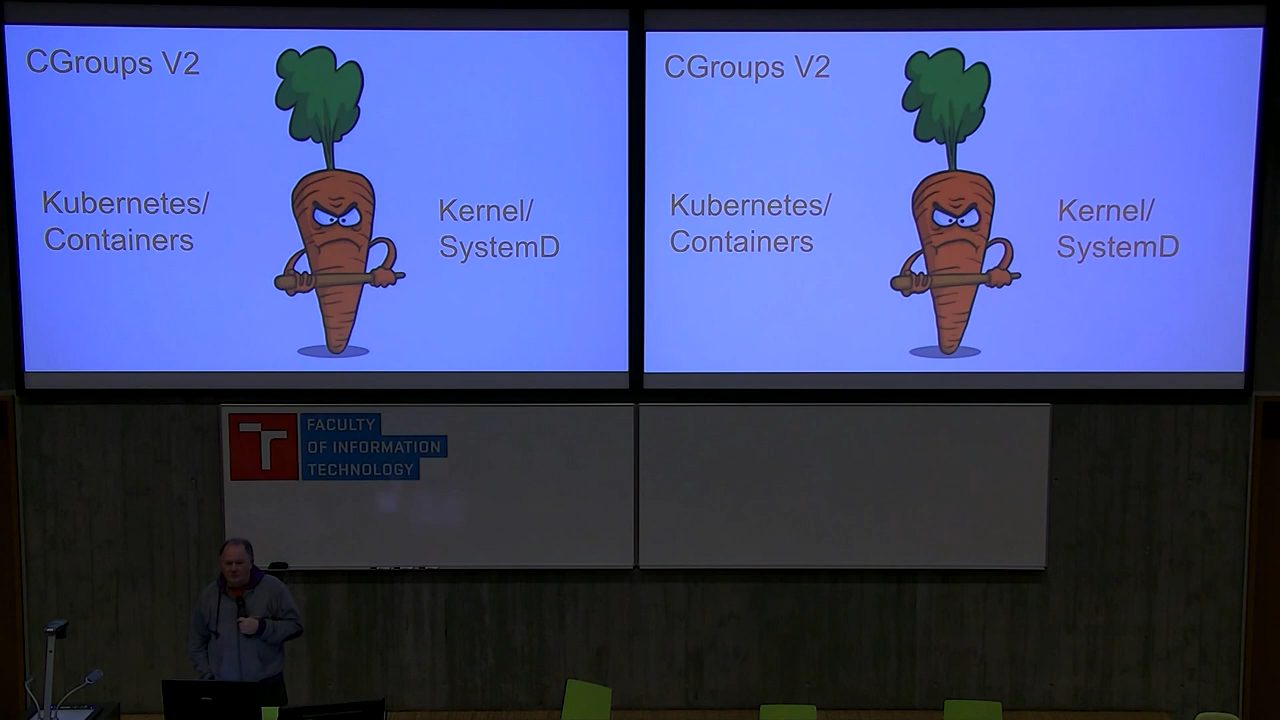 CGroups V2
Kubernetes/
Containers
Kernel/
SystemD
CGroups V2
Kubernetes/
Containers
Kernel/
SystemD
T
FACULTY
OF INFORMATION
TECHNOLOGY